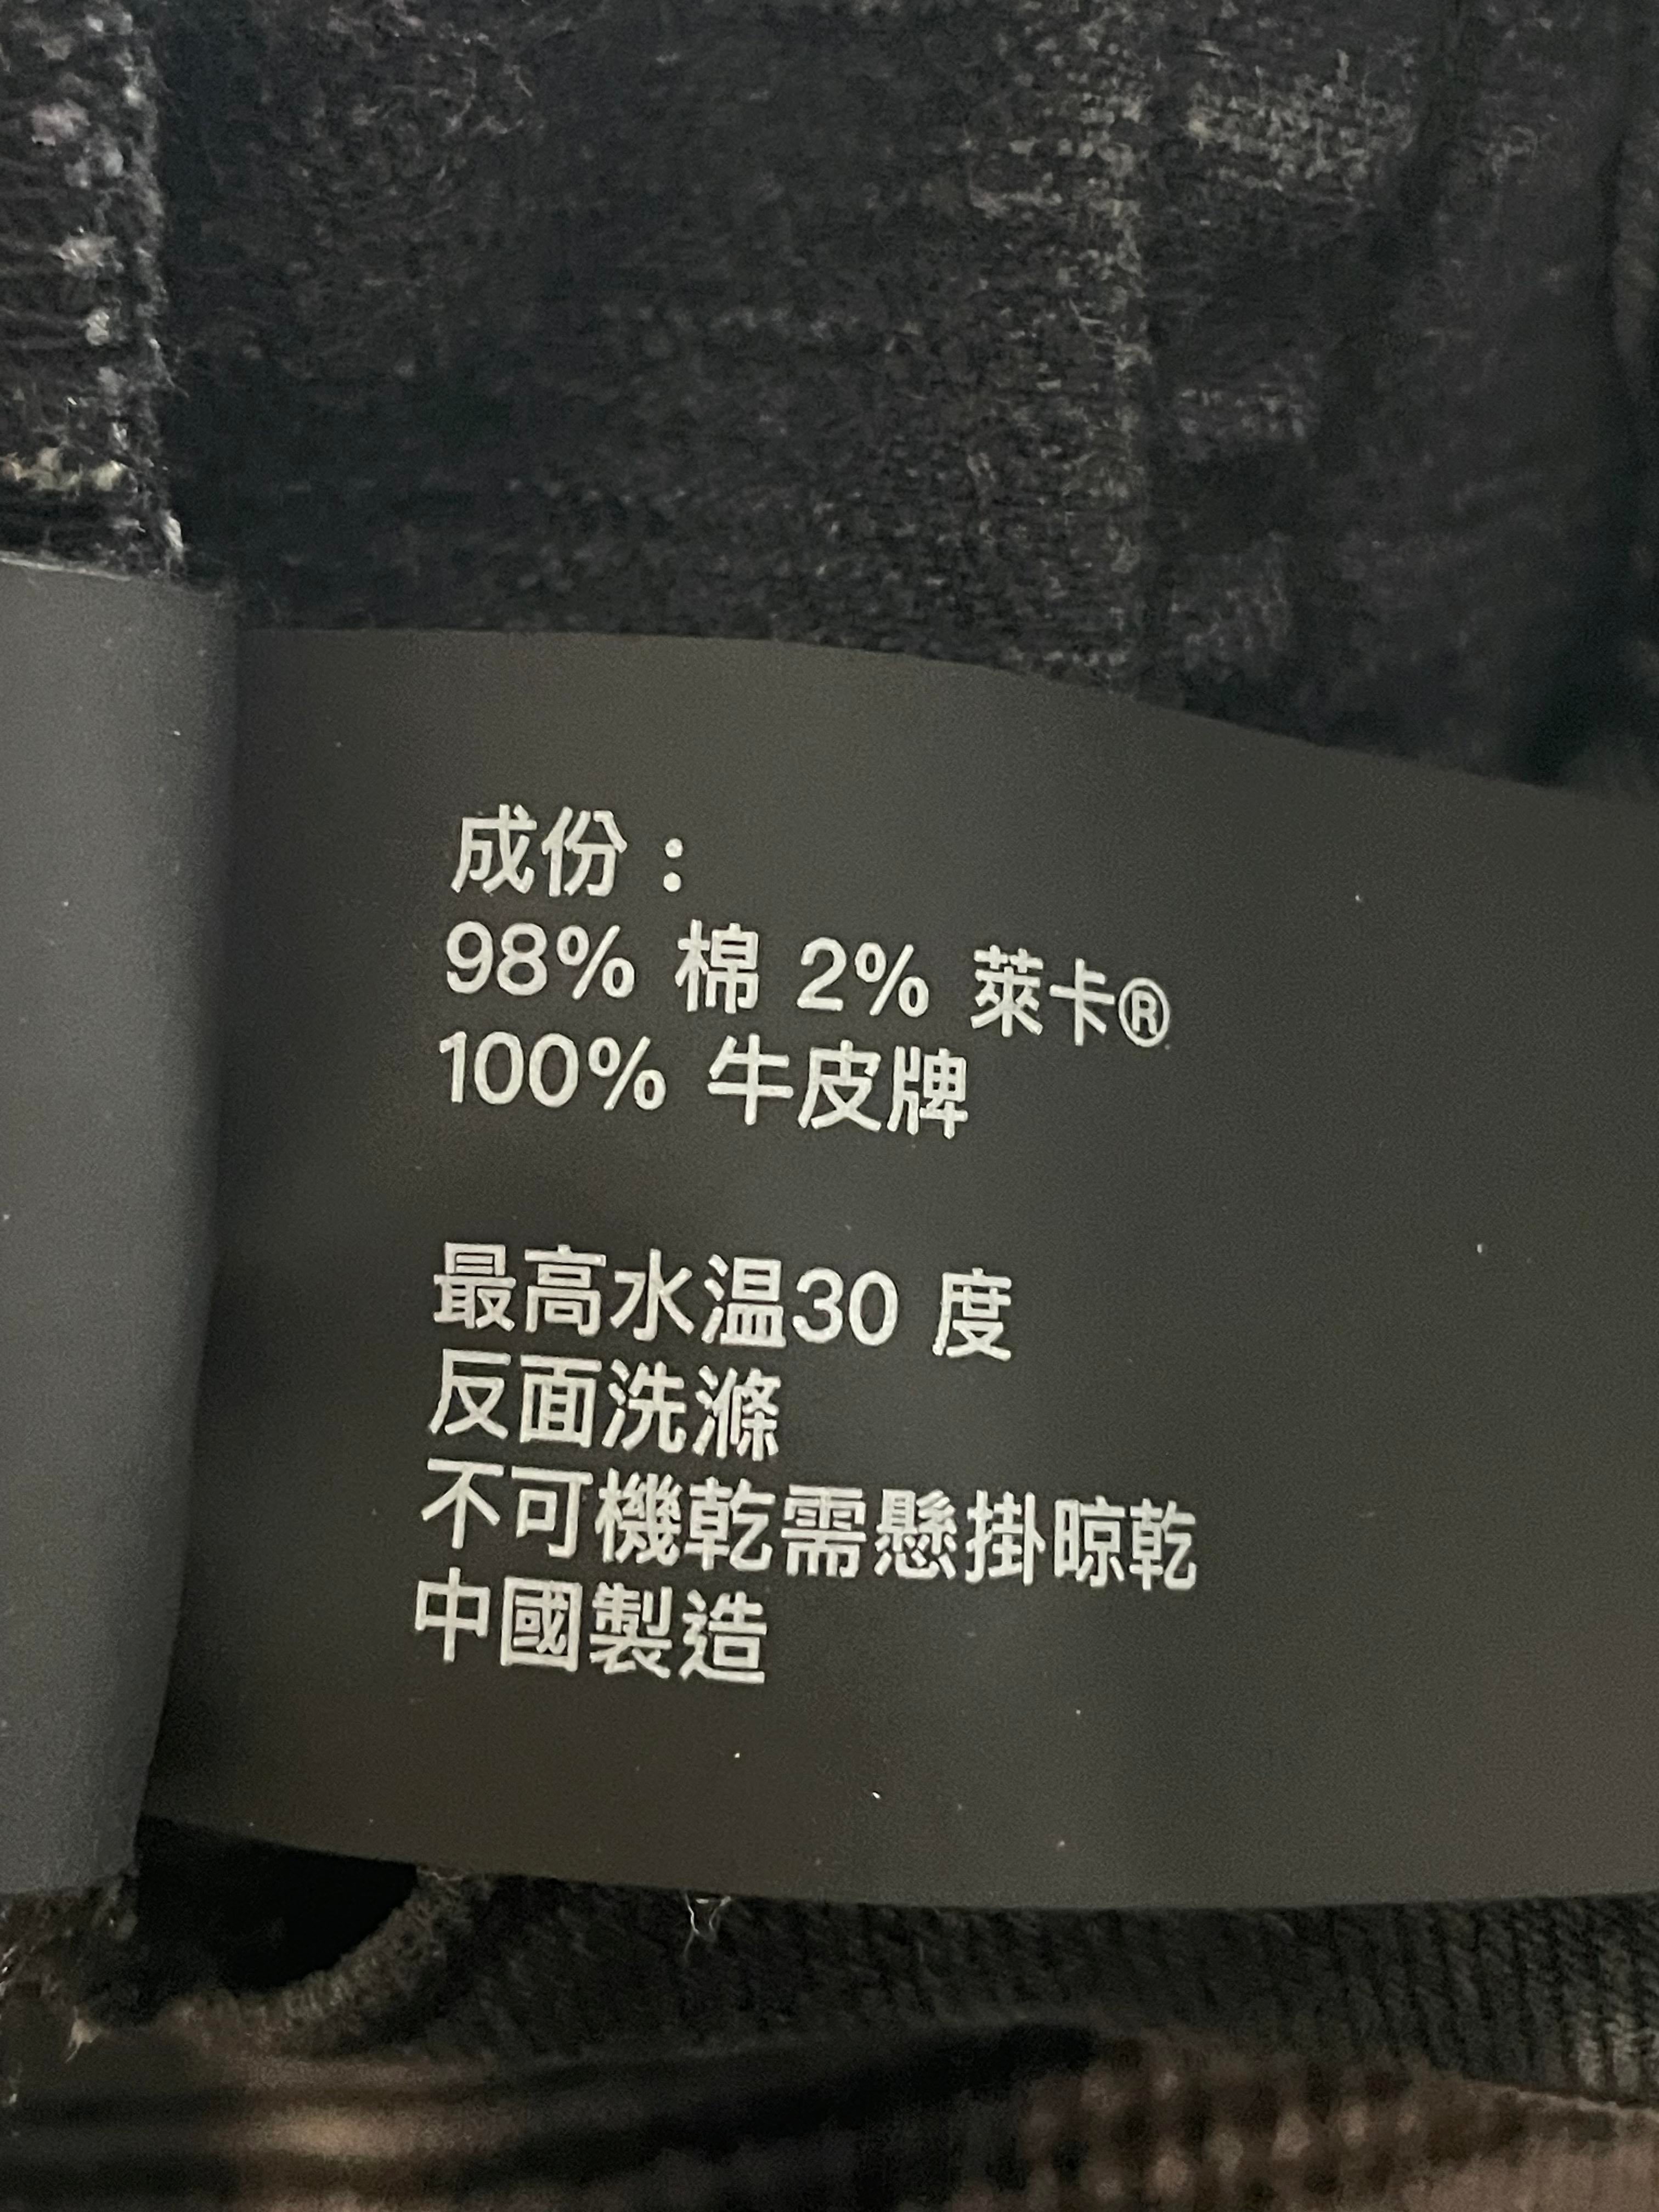 成份：
98% 棉 2% 萊卡®
100% 牛皮牌
最高水温30 度
反面洗滌
不可機乾需懸掛晾乾
中國製造